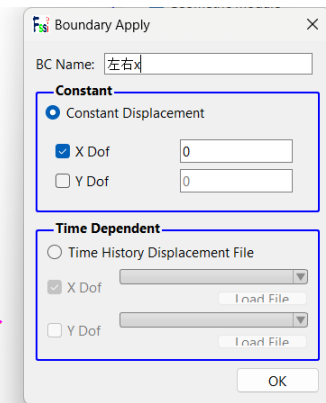 Fssi Boundary Apply
BC Name: 左右x
Constant
Constant Displacement
X Dof 0
Y Dof 0
Time Dependent
Time History Displacement File
X Dof
Load File
Y Dof
Load File
OK